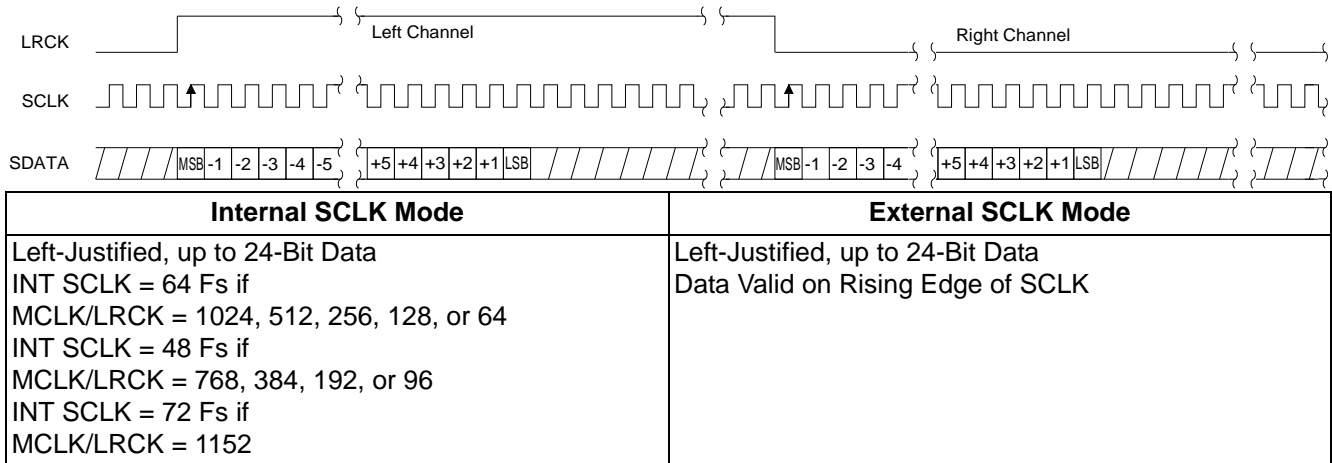 Left Channel
Right Channel
LRCK
SCLK
SDATA MSB -1 -2 -3 -4 -5 +5 +4 +3 +2 +1 LSB MSB -1 -2 -3 -4 +5 +4 +3 +2 +1 LSB
Internal SCLK Mode
Left-Justified, up to 24-Bit Data
INT SCLK = 64 Fs if
MCLK/LRCK = 1024, 512, 256, 128, or 64
INT SCLK = 48 Fs if
MCLK/LRCK = 768, 384, 192, or 96
INT SCLK = 72 Fs if
MCLK/LRCK = 1152
External SCLK Mode
Left-Justified, up to 24-Bit Data
Data Valid on Rising Edge of SCLK